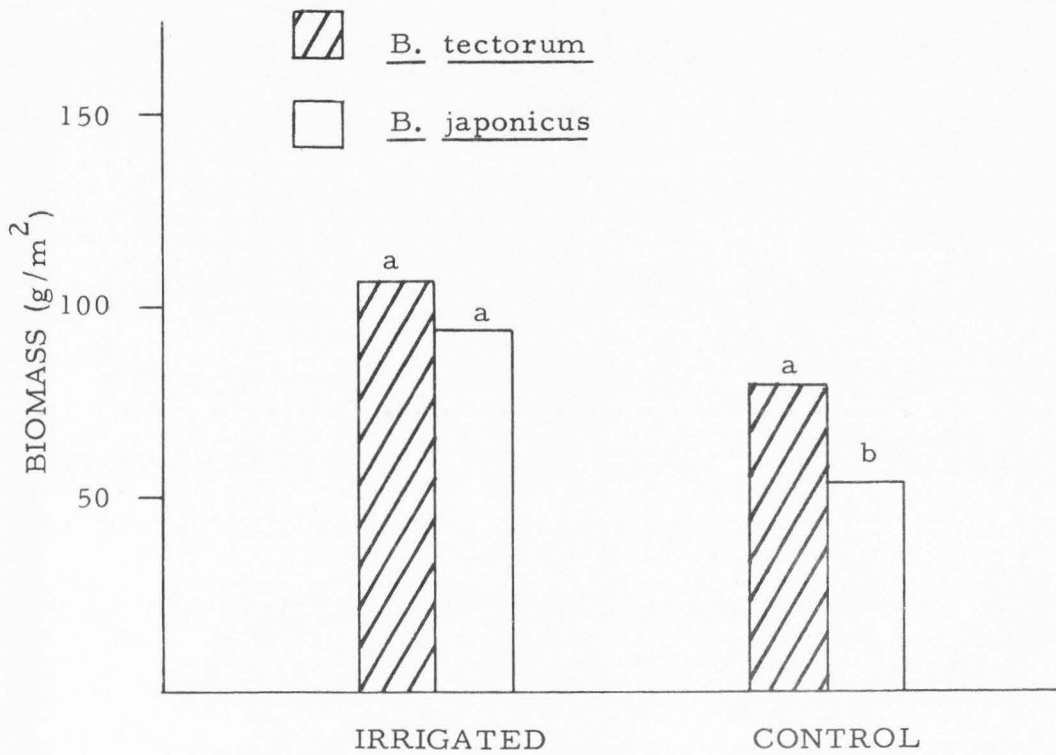 B. tectorum
B. japonicus
BIOMASS (g/m²)
150
100
50
a
a
a
b
IRRIGATED
CONTROL